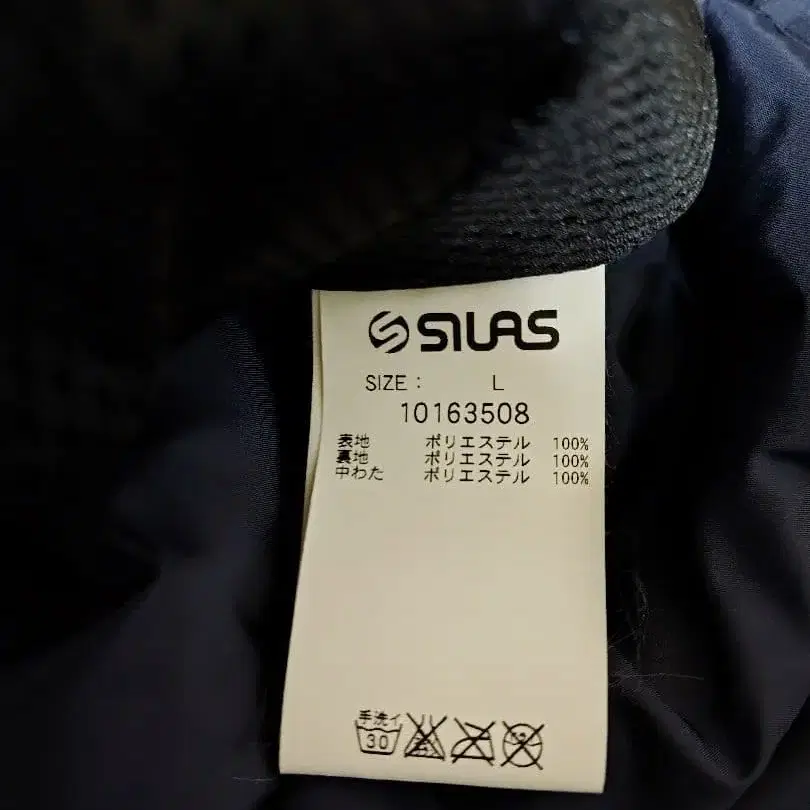 SILAS
SIZE : L
10163508
表地 ポリエステル 100%
裏地 ポリエステル 100%
中わた ポリエステル 100%
手洗イ
30